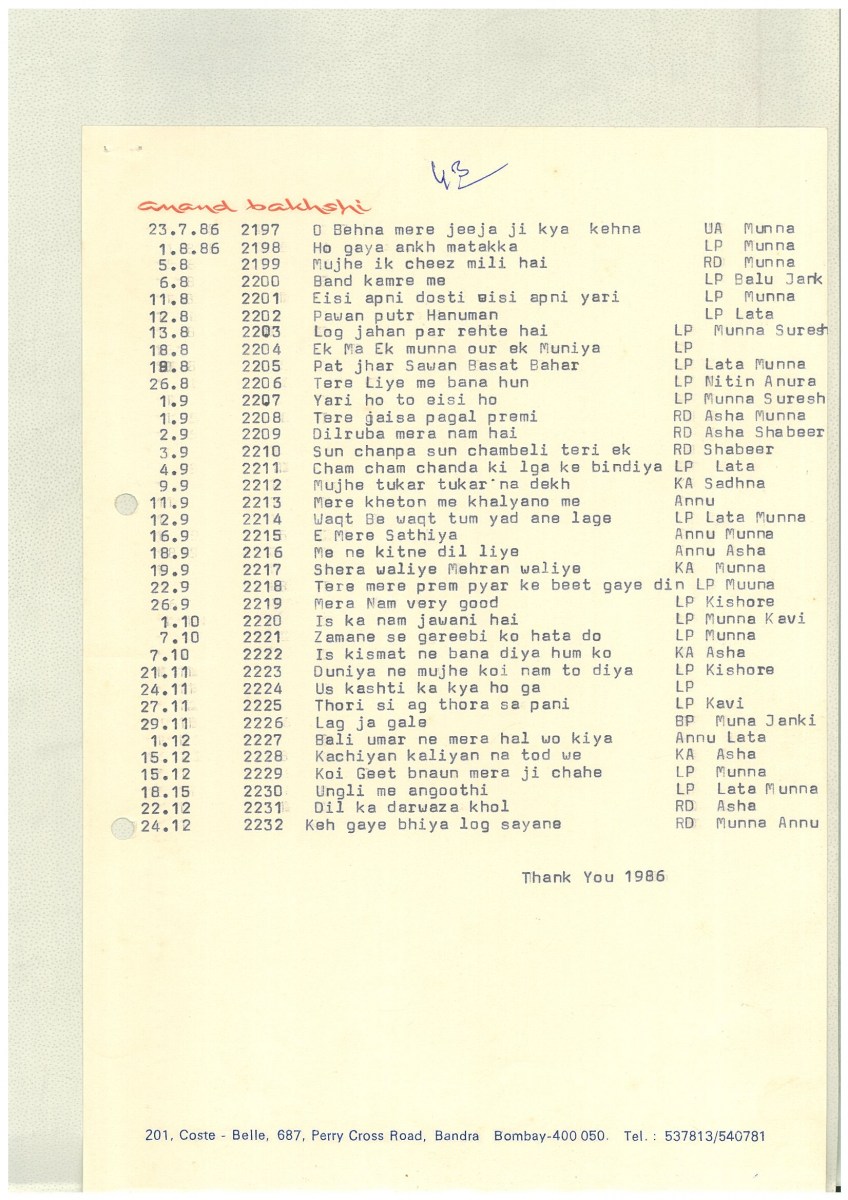 43
anand bakhshi
23.7.86 2197 O Behna mere jeeja ji kya kehna UA Munna
1.8.86 2198 Ho gaya ankh matakka LP Munna
5.8 2199 Mujhe ik cheez mili hai RD Munna
6.8 2200 Band kamre me LP Balu Jank
11.8 2201 Eisi apni dosti eisi apni yari LP Munna
12.8 2202 Pawan putr Hanuman LP Lata
13.8 2203 Log jahan par rehte hai LP Munna Suresh
18.8 2204 Ek Ma Ek munna our ek Muniya LP
19.8 2205 Pat jhar Sawan Basat Bahar LP Lata Munna
26.8 2206 Tere Liye me bana hun LP Nitin Anura
1.9 2207 Yari ho to eisi ho LP Munna Suresh
1.9 2208 Tere jaisa pagal premi RD Asha Munna
2.9 2209 Dilruba mera nam hai RD Asha Shabeer
3.9 2210 Sun chanpa sun chambeli teri ek RD Shabeer
4.9 2211 Cham cham chanda ki lga ke bindiya LP Lata
9.9 2212 Mujhe tukar tukar na dekh KA Sadhna
11.9 2213 Mere kheton me khalyano me Annu
12.9 2214 Waqt Be waqt tum yad ane lage LP Lata Munna
16.9 2215 E Mere Sathiya Annu Munna
18.9 2216 Me ne kitne dil liye Annu Asha
19.9 2217 Shera waliye Mehran waliye KA Munna
22.9 2218 Tere mere prem pyar ke beet gaye din LP Muuna
26.9 2219 Mera Nam very good LP Kishore
1.10 2220 Is ka nam jawani hai LP Munna Kavi
7.10 2221 Zamane se gareebi ko hata do LP Munna
7.10 2222 Is kismat ne bana diya hum ko KA Asha
21.11 2223 Duniya ne mujhe koi nam to diya LP Kishore
24.11 2224 Us kashti ka kya ho ga LP
27.11 2225 Thori si ag thora sa pani LP Kavi
29.11 2226 Lag ja gale BP Muna Janki
1.12 2227 Bali umar ne mera hal wo kiya Annu Lata
15.12 2228 Kachiyan kaliyan na tod we KA Asha
15.12 2229 Koi Geet bnaun mera ji chahe LP Munna
18.15 2230 Ungli me angoothi LP Lata Munna
22.12 2231 Dil ka darwaza khol RD Asha
24.12 2232 Keh gaye bhiya log sayane RD Munna Annu
Thank You 1986
201, Coste - Belle, 687, Perry Cross Road, Bandra Bombay-400 050. Tel. : 537813/540781